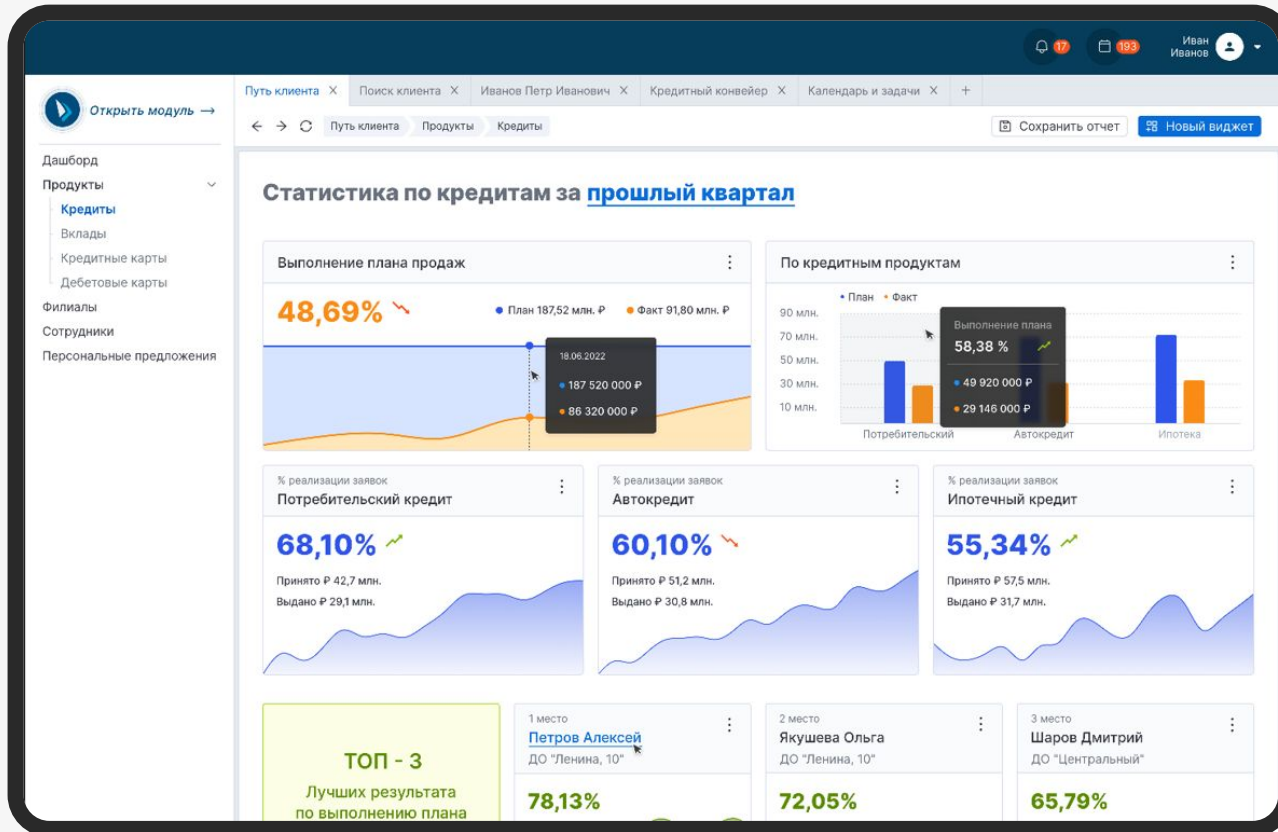 17
193
Иван
Иванов
Открыть модуль →
Путь клиента X Поиск клиента X Иванов Петр Иванович X Кредитный конвейер X Календарь и задачи X +
Путь клиента Продукты Кредиты
Сохранить отчет
Новый виджет
Дашборд
Продукты
Кредиты
Вклады
Кредитные карты
Дебетовые карты
Филиалы
Сотрудники
Персональные предложения
Статистика по кредитам за прошлый квартал
Выполнение плана продаж
48,69%
План 187,52 млн. ₽ Факт 91,80 млн. ₽
18.06.2022
187 520 000 ₽
86 320 000 ₽
По кредитным продуктам
План Факт
90 млн.
70 млн.
50 млн.
30 млн.
10 млн.
Выполнение плана
58,38 %
49 920 000 ₽
29 146 000 ₽
Потребительский Автокредит Ипотека
% реализации заявок
Потребительский кредит
68,10%
Принято ₽ 42,7 млн.
Выдано ₽ 29,1 млн.
% реализации заявок
Автокредит
60,10%
Принято ₽ 51,2 млн.
Выдано ₽ 30,8 млн.
% реализации заявок
Ипотечный кредит
55,34%
Принято ₽ 57,5 млн.
Выдано ₽ 31,7 млн.
ТОП - 3
Лучших результата
по выполнению плана
1 место
Петров Алексей
ДО "Ленина, 10"
78,13%
2 место
Якушева Ольга
ДО "Ленина, 10"
72,05%
3 место
Шаров Дмитрий
ДО "Центральный"
65,79%